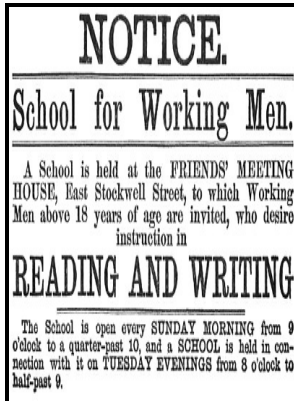 NOTICE.
School for Working Men.
A School is held at the FRIENDS' MEETING
HOUSE, East Stockwell Street, to which Working
Men above 18 years of age are invited, who desire
instruction in
READING AND WRITING
The School is open every SUNDAY MORNING from 9
o'clock to a quarter-past 10, and a SCHOOL is held in con-
nection with it on TUESDAY EVENINGS from 8 o'clock to
half-past 9.